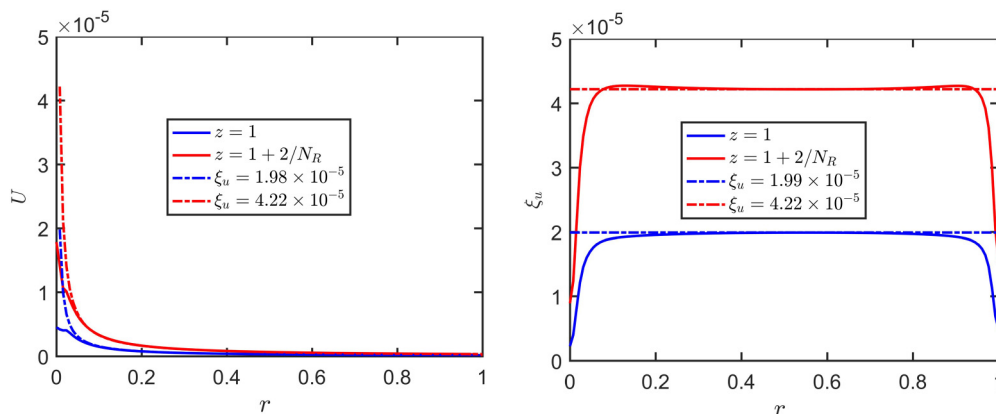 ×10⁻⁵
5
4
3
2
1
0
U
z = 1
z = 1 + 2/N_R
ξ_u = 1.98 × 10⁻⁵
ξ_u = 4.22 × 10⁻⁵
0 0.2 0.4 0.6 0.8 1
r
×10⁻⁵
5
4
3
2
1
0
ξ_u
z = 1
z = 1 + 2/N_R
ξ_u = 1.99 × 10⁻⁵
ξ_u = 4.22 × 10⁻⁵
0 0.2 0.4 0.6 0.8 1
r